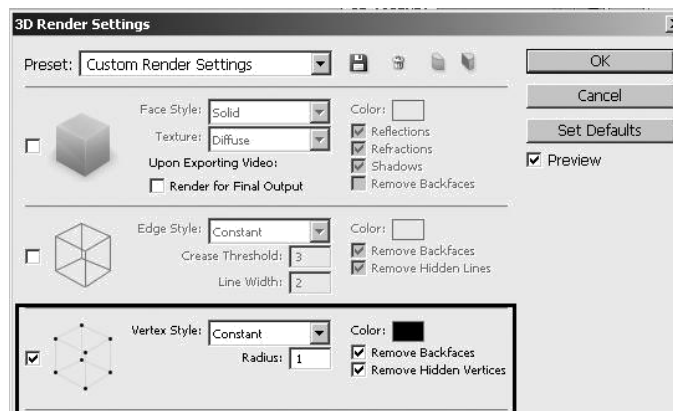 3D Render Settings
Preset: Custom Render Settings
OK
Cancel
Set Defaults
Preview
Face Style: Solid
Color:
Texture: Diffuse
Reflections
Refractions
Upon Exporting Video:
Shadows
Render for Final Output
Remove Backfaces
Edge Style: Constant
Color:
Crease Threshold: 3
Remove Backfaces
Line Width: 2
Remove Hidden Lines
Vertex Style: Constant
Color:
Radius: 1
Remove Backfaces
Remove Hidden Vertices